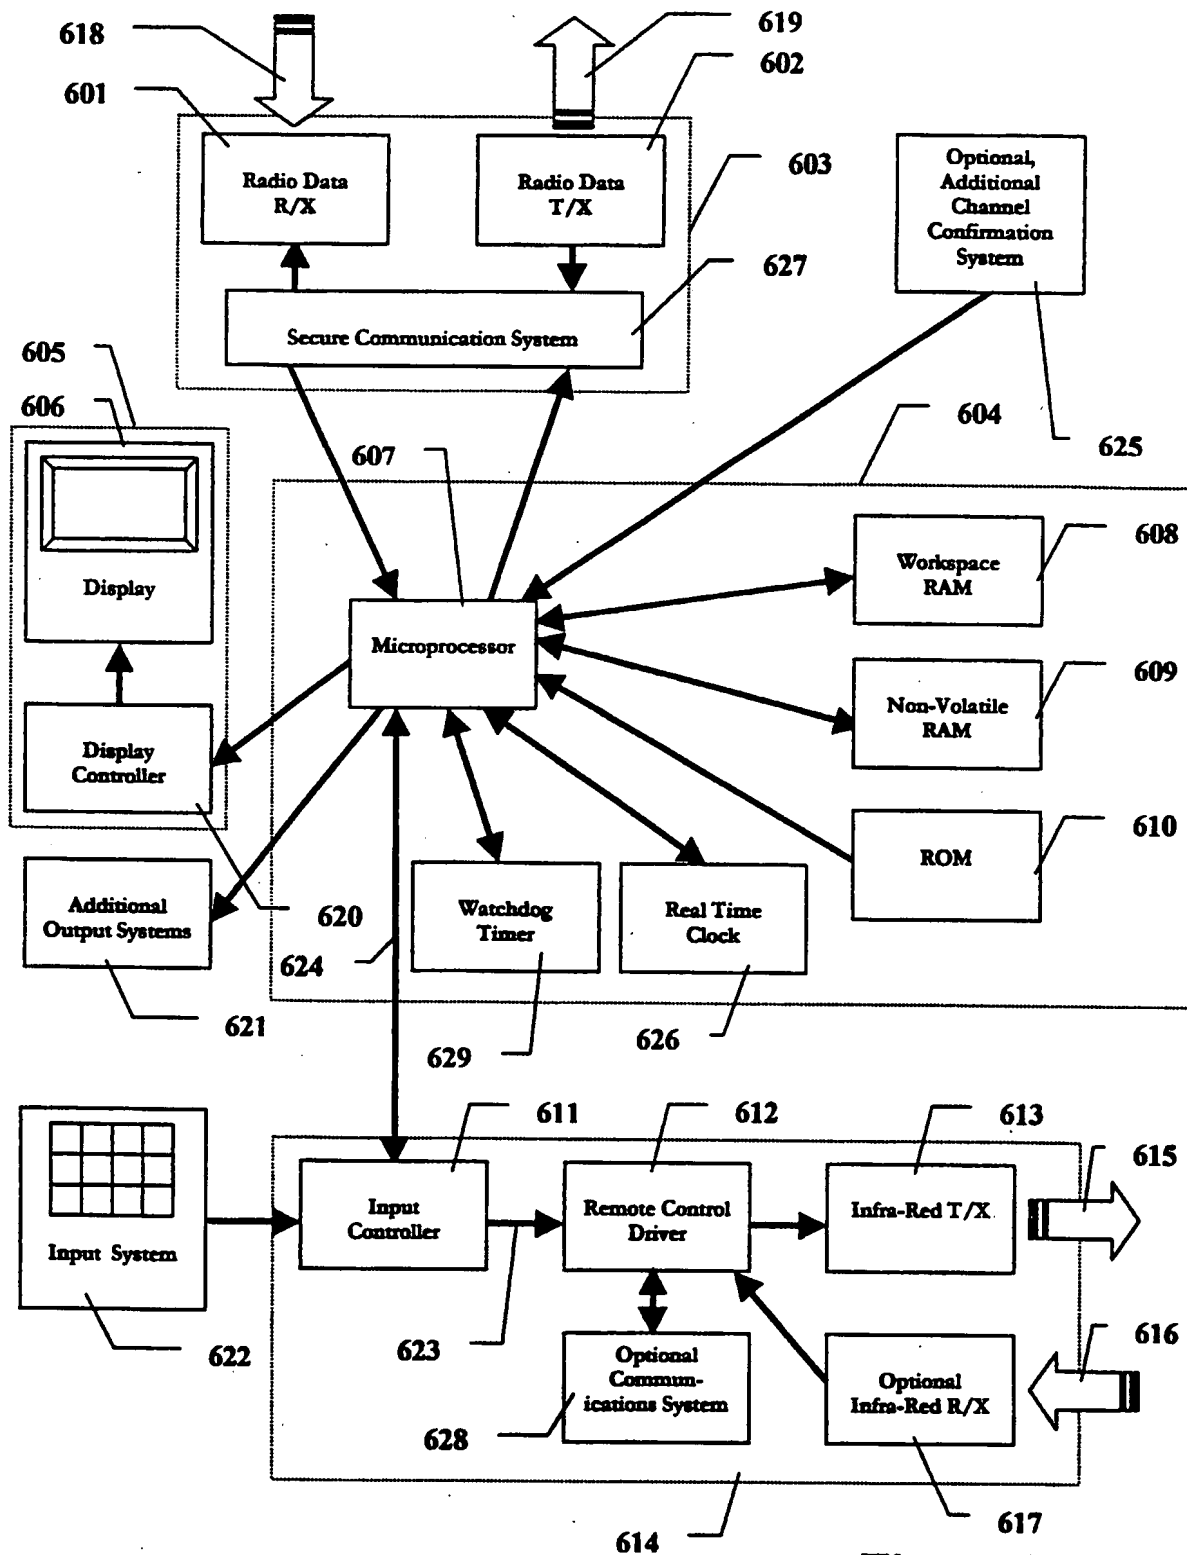 618
619
601
602
Radio Data
R/X
Radio Data
T/X
603
Optional,
Additional
Channel
Confirmation
System
627
Secure Communication System
605
606
604
625
607
Display
608
Workspace
RAM
Microprocessor
609
Non-Volatile
RAM
Display
Controller
610
ROM
Additional
Output Systems
620
624
Watchdog
Timer
Real Time
Clock
621
629
626
611
612
613
615
Input System
Input
Controller
Remote Control
Driver
Infra-Red T/X
622
623
616
Optional
Commun-
ications System
Optional
Infra-Red R/X
628
614
617